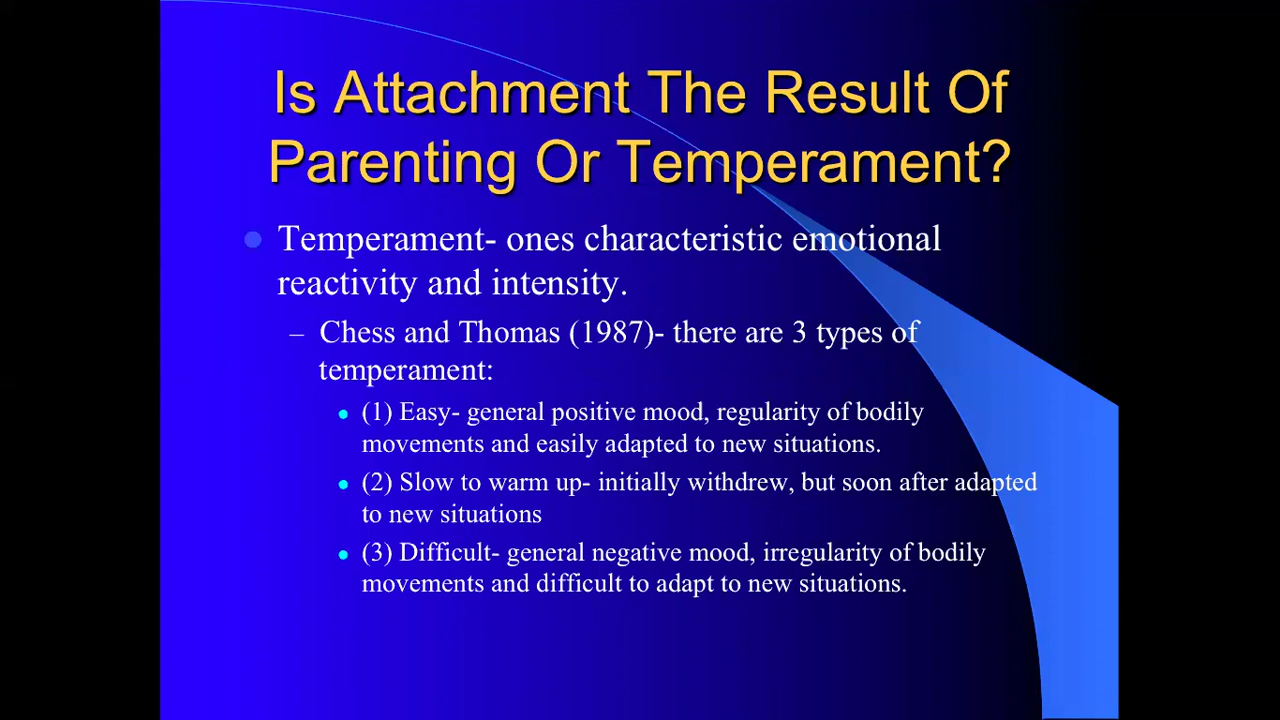 Is Attachment The Result Of
Parenting Or Temperament?
Temperament- ones characteristic emotional
reactivity and intensity.
– Chess and Thomas (1987)- there are 3 types of
temperament:
(1) Easy- general positive mood, regularity of bodily
movements and easily adapted to new situations.
(2) Slow to warm up- initially withdrew, but soon after adapted
to new situations
(3) Difficult- general negative mood, irregularity of bodily
movements and difficult to adapt to new situations.